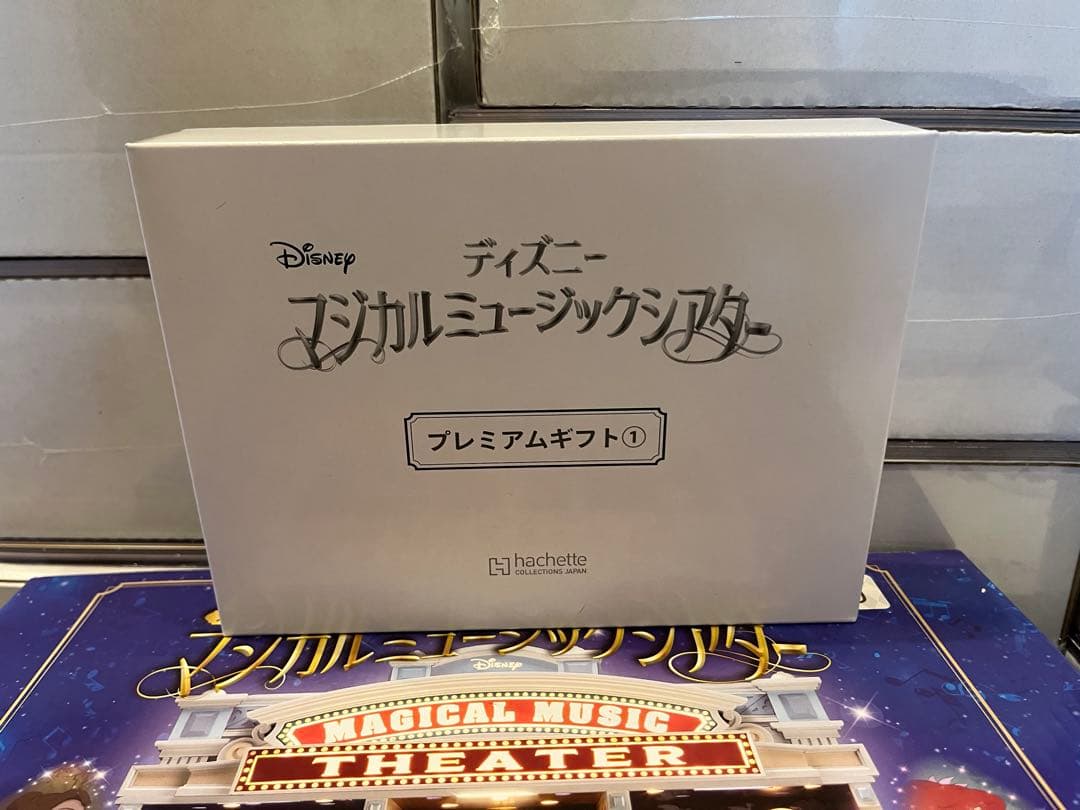 Disney
ディズニー
マジカルミュージックシアター
プレミアムギフト①
hachette
COLLECTIONS JAPAN
マジカルミュージックシアター
Disney
MAGICAL MUSIC
THEATER